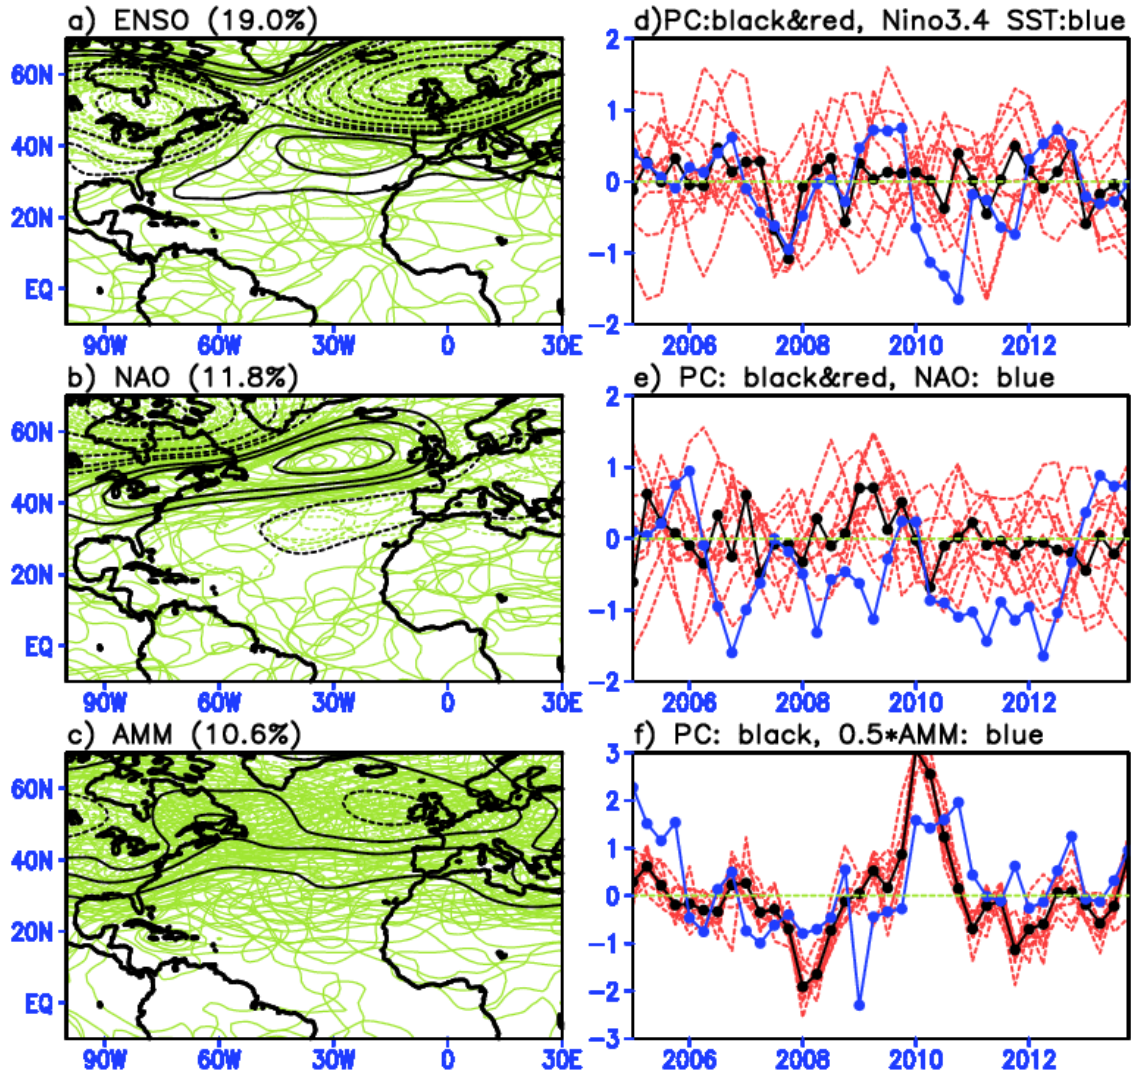 a) ENSO (19.0%)
60N
40N
20N
EQ
90W 60W 30W 0 30E
d)PC:black&red, Nino3.4 SST:blue
2
1
0
−1
−2
2006 2008 2010 2012
b) NAO (11.8%)
60N
40N
20N
EQ
90W 60W 30W 0 30E
e) PC: black&red, NAO: blue
2
1
0
−1
−2
2006 2008 2010 2012
c) AMM (10.6%)
60N
40N
20N
EQ
90W 60W 30W 0 30E
f) PC: black, 0.5*AMM: blue
3
2
1
0
−1
−2
−3
2006 2008 2010 2012